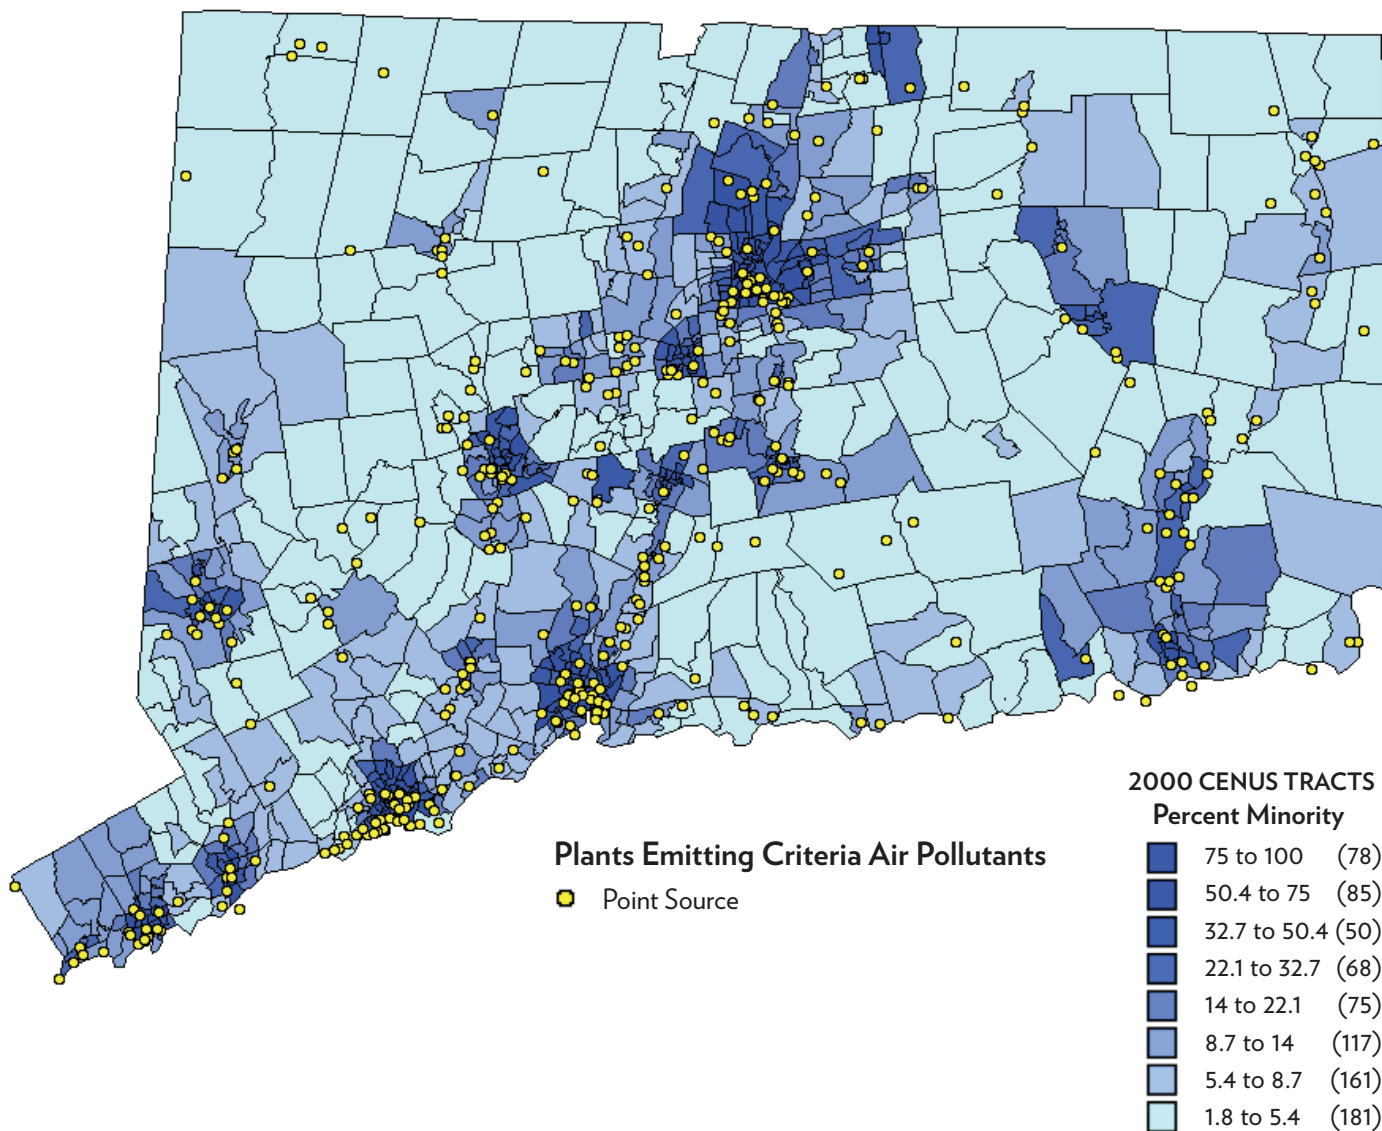 Plants Emitting Criteria Air Pollutants
Point Source
2000 CENUS TRACTS
Percent Minority
75 to 100 (78)
50.4 to 75 (85)
32.7 to 50.4 (50)
22.1 to 32.7 (68)
14 to 22.1 (75)
8.7 to 14 (117)
5.4 to 8.7 (161)
1.8 to 5.4 (181)